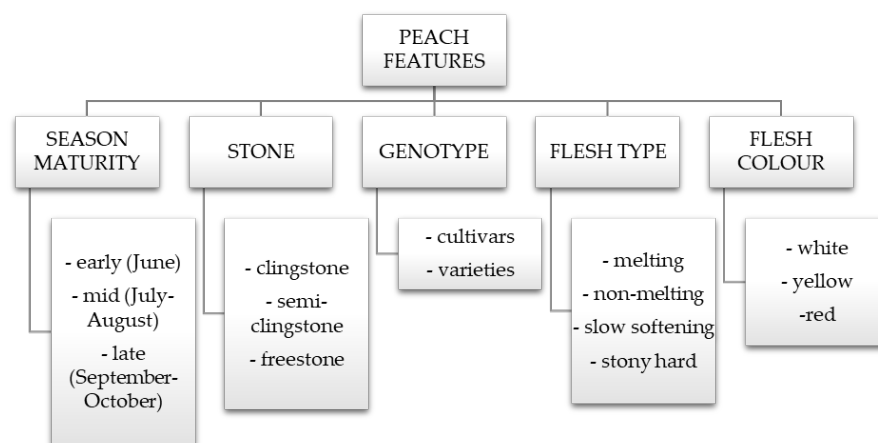 PEACH
FEATURES
SEASON
MATURITY
- early (June)
- mid (July-
August)
- late
(September-
October)
STONE
- clingstone
- semi-
clingstone
- freestone
GENOTYPE
- cultivars
- varieties
FLESH TYPE
- melting
- non-melting
- slow softening
- stony hard
FLESH
COLOUR
- white
- yellow
-red